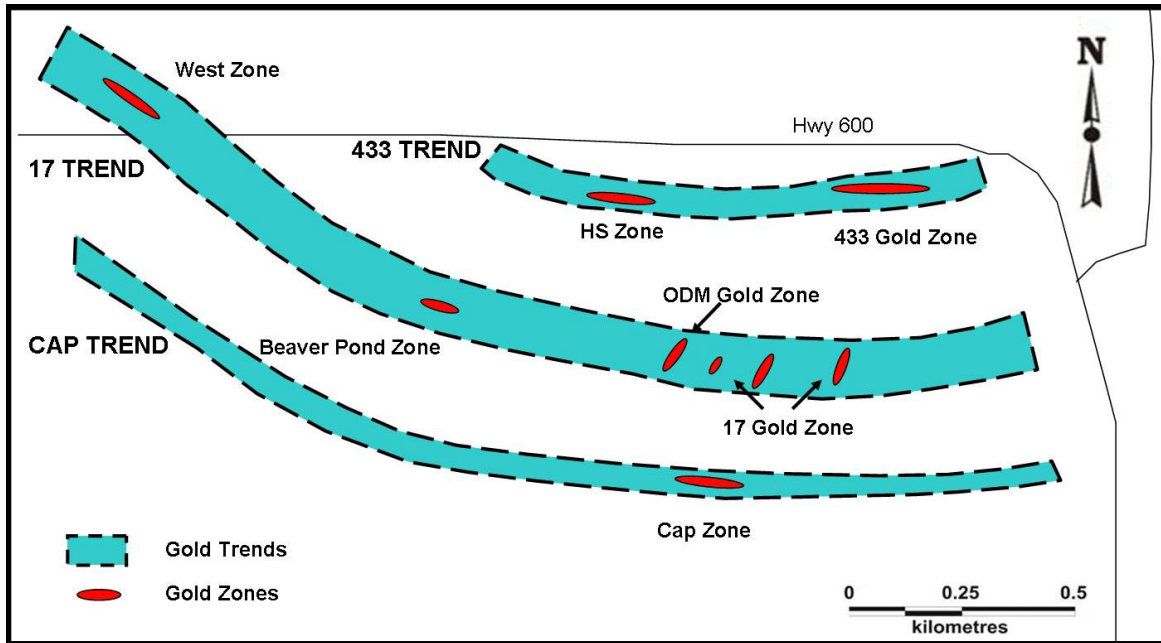 N
West Zone
Hwy 600
17 TREND
433 TREND
HS Zone
433 Gold Zone
ODM Gold Zone
CAP TREND
Beaver Pond Zone
17 Gold Zone
Cap Zone
Gold Trends
Gold Zones
0 0.25 0.5
kilometres